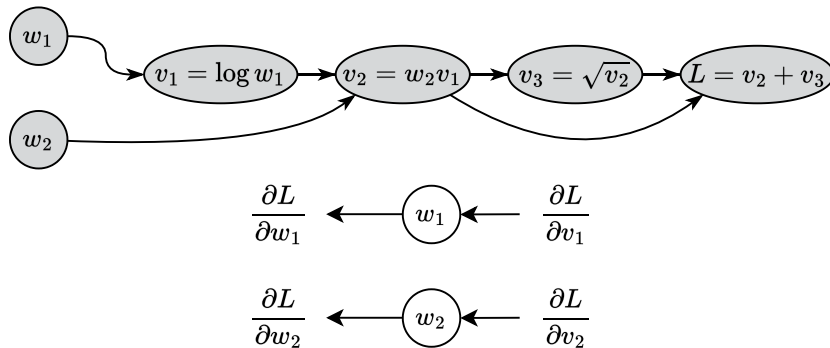 w₁
v₁ = log w₁ v₂ = w₂v₁ v₃ = √v₂ L = v₂ + v₃
w₂
∂L/∂w₁ w₁ ∂L/∂v₁
∂L/∂w₂ w₂ ∂L/∂v₂